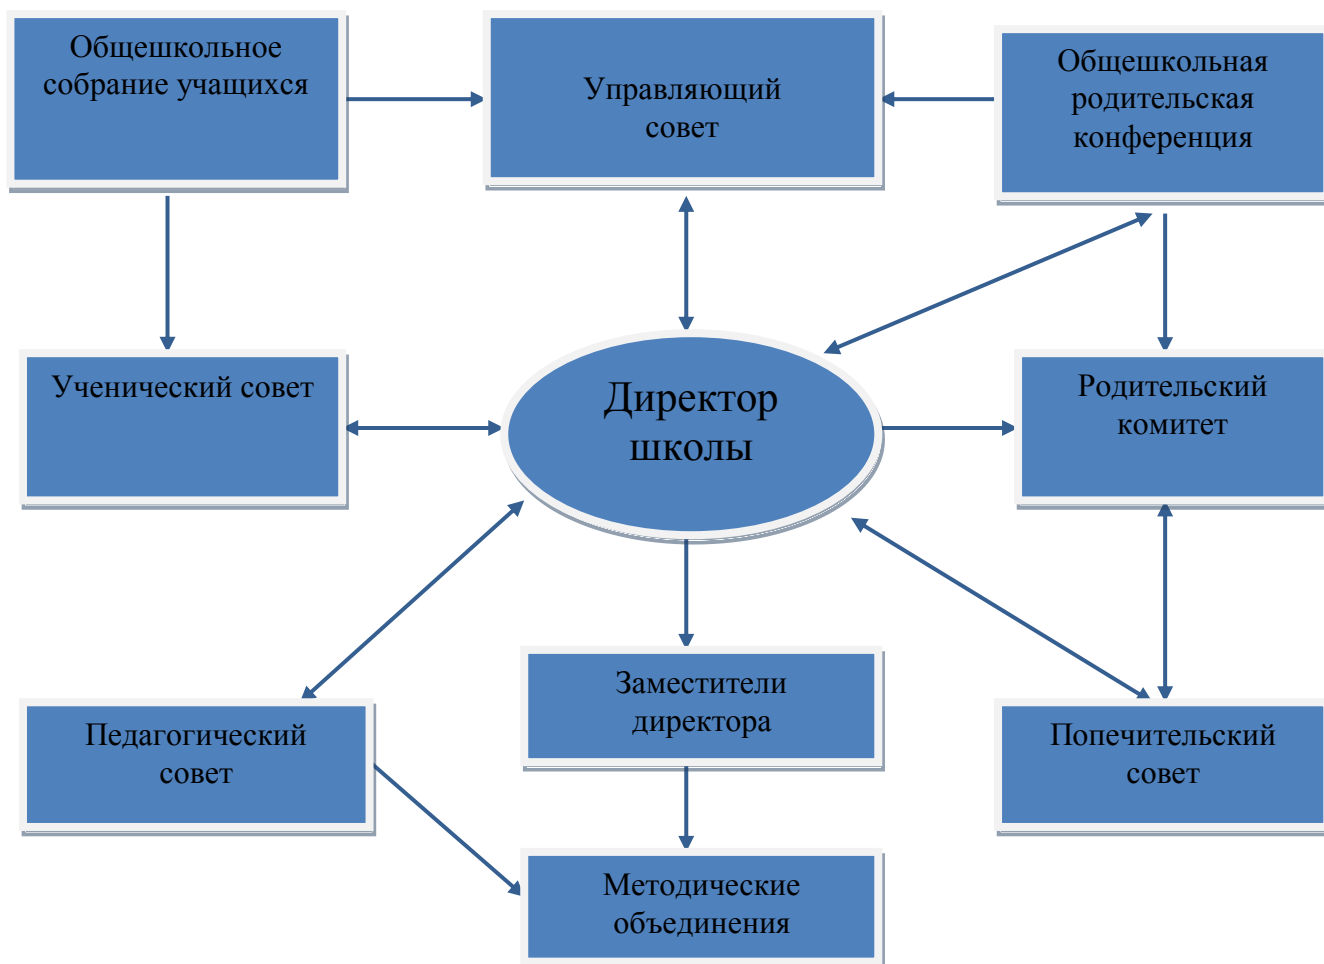 Общешкольное
собрание учащихся
Управляющий
совет
Общешкольная
родительская
конференция
Ученический совет
Директор
школы
Родительский
комитет
Педагогический
совет
Заместители
директора
Попечительский
совет
Методические
объединения